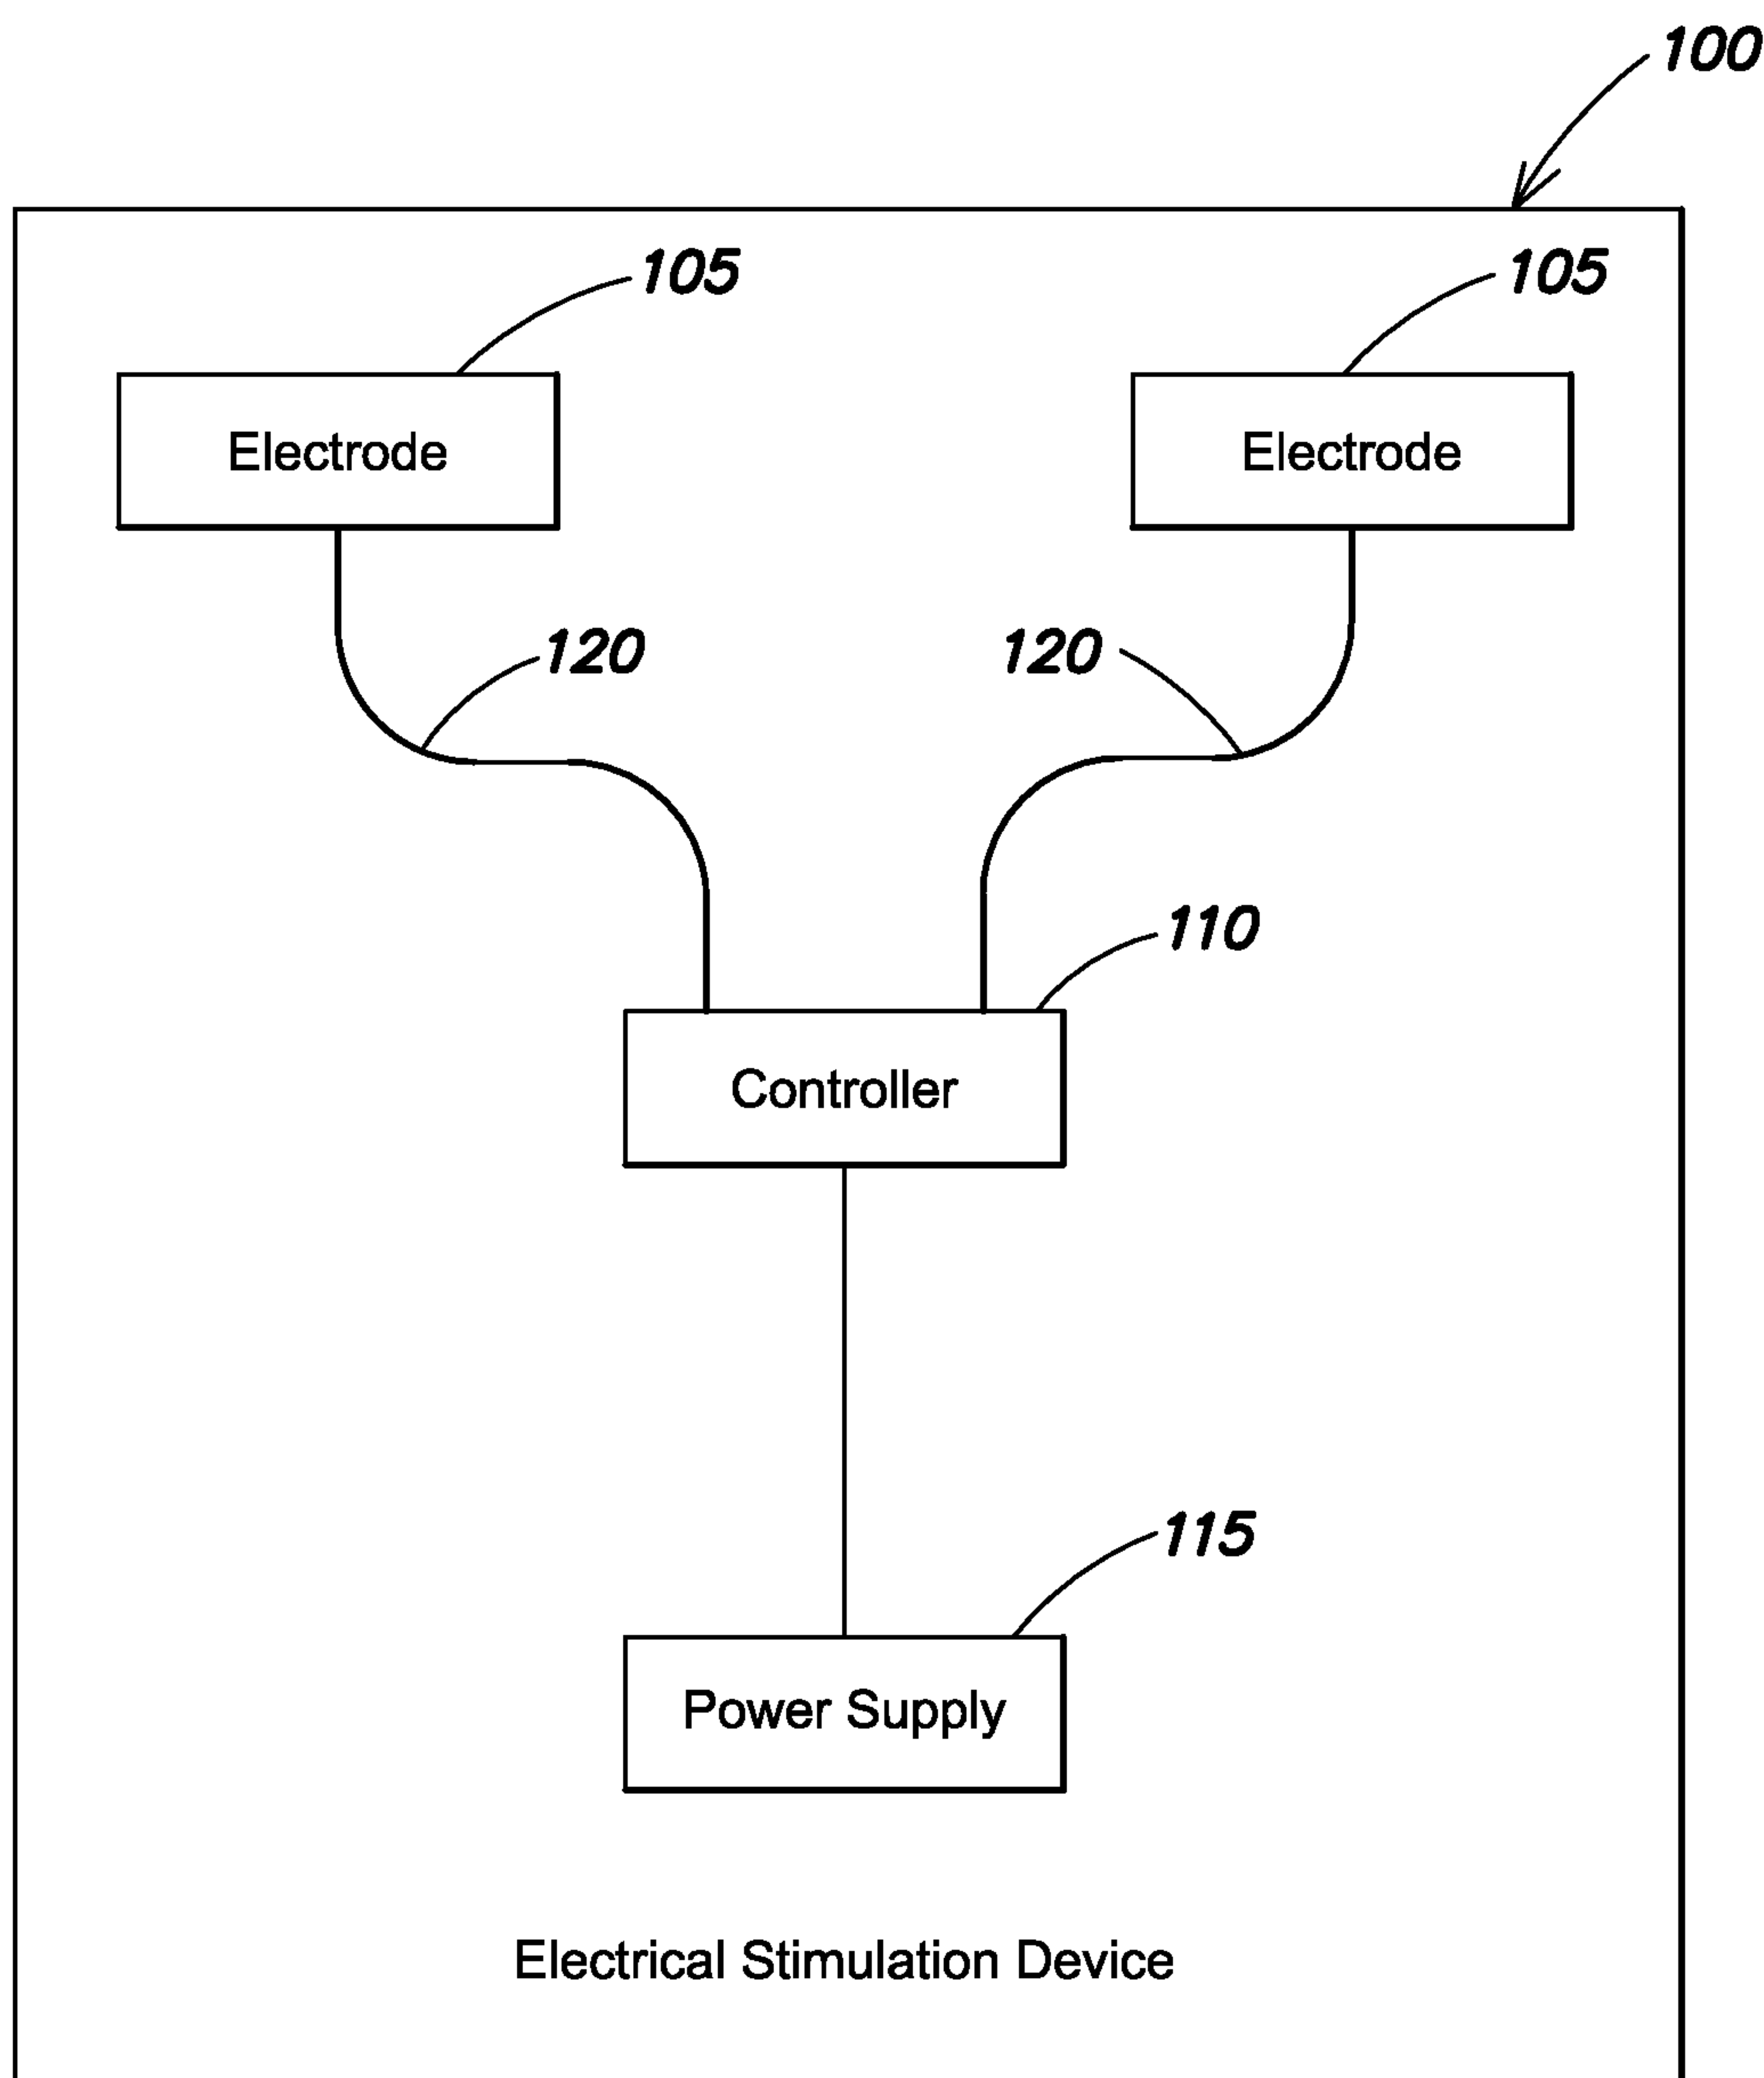 100
105
105
Electrode
Electrode
120
120
110
Controller
115
Power Supply
Electrical Stimulation Device